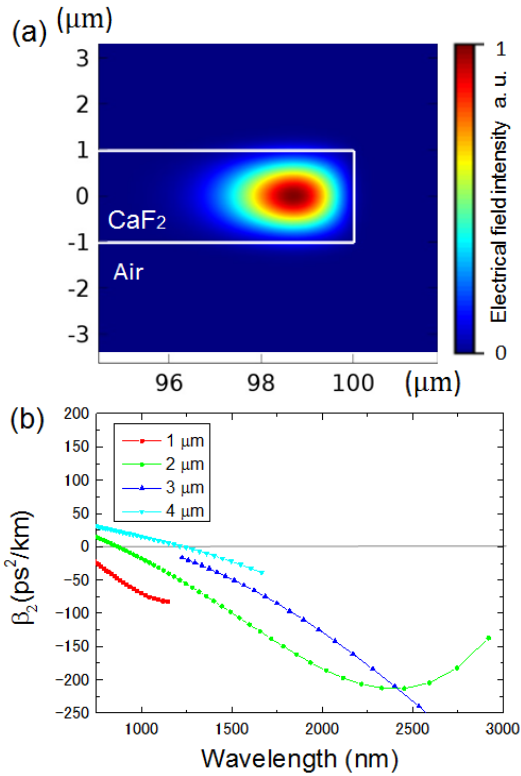 (a)
(μm)
3
2
1
0
-1
-2
-3
CaF₂
Air
96
98
100
(μm)
1
0
Electrical field intensity a. u.
(b)
200
150
100
50
0
-50
-100
-150
-200
-250
β₂(ps²/km)
1 μm
2 μm
3 μm
4 μm
1000
1500
2000
2500
3000
Wavelength (nm)